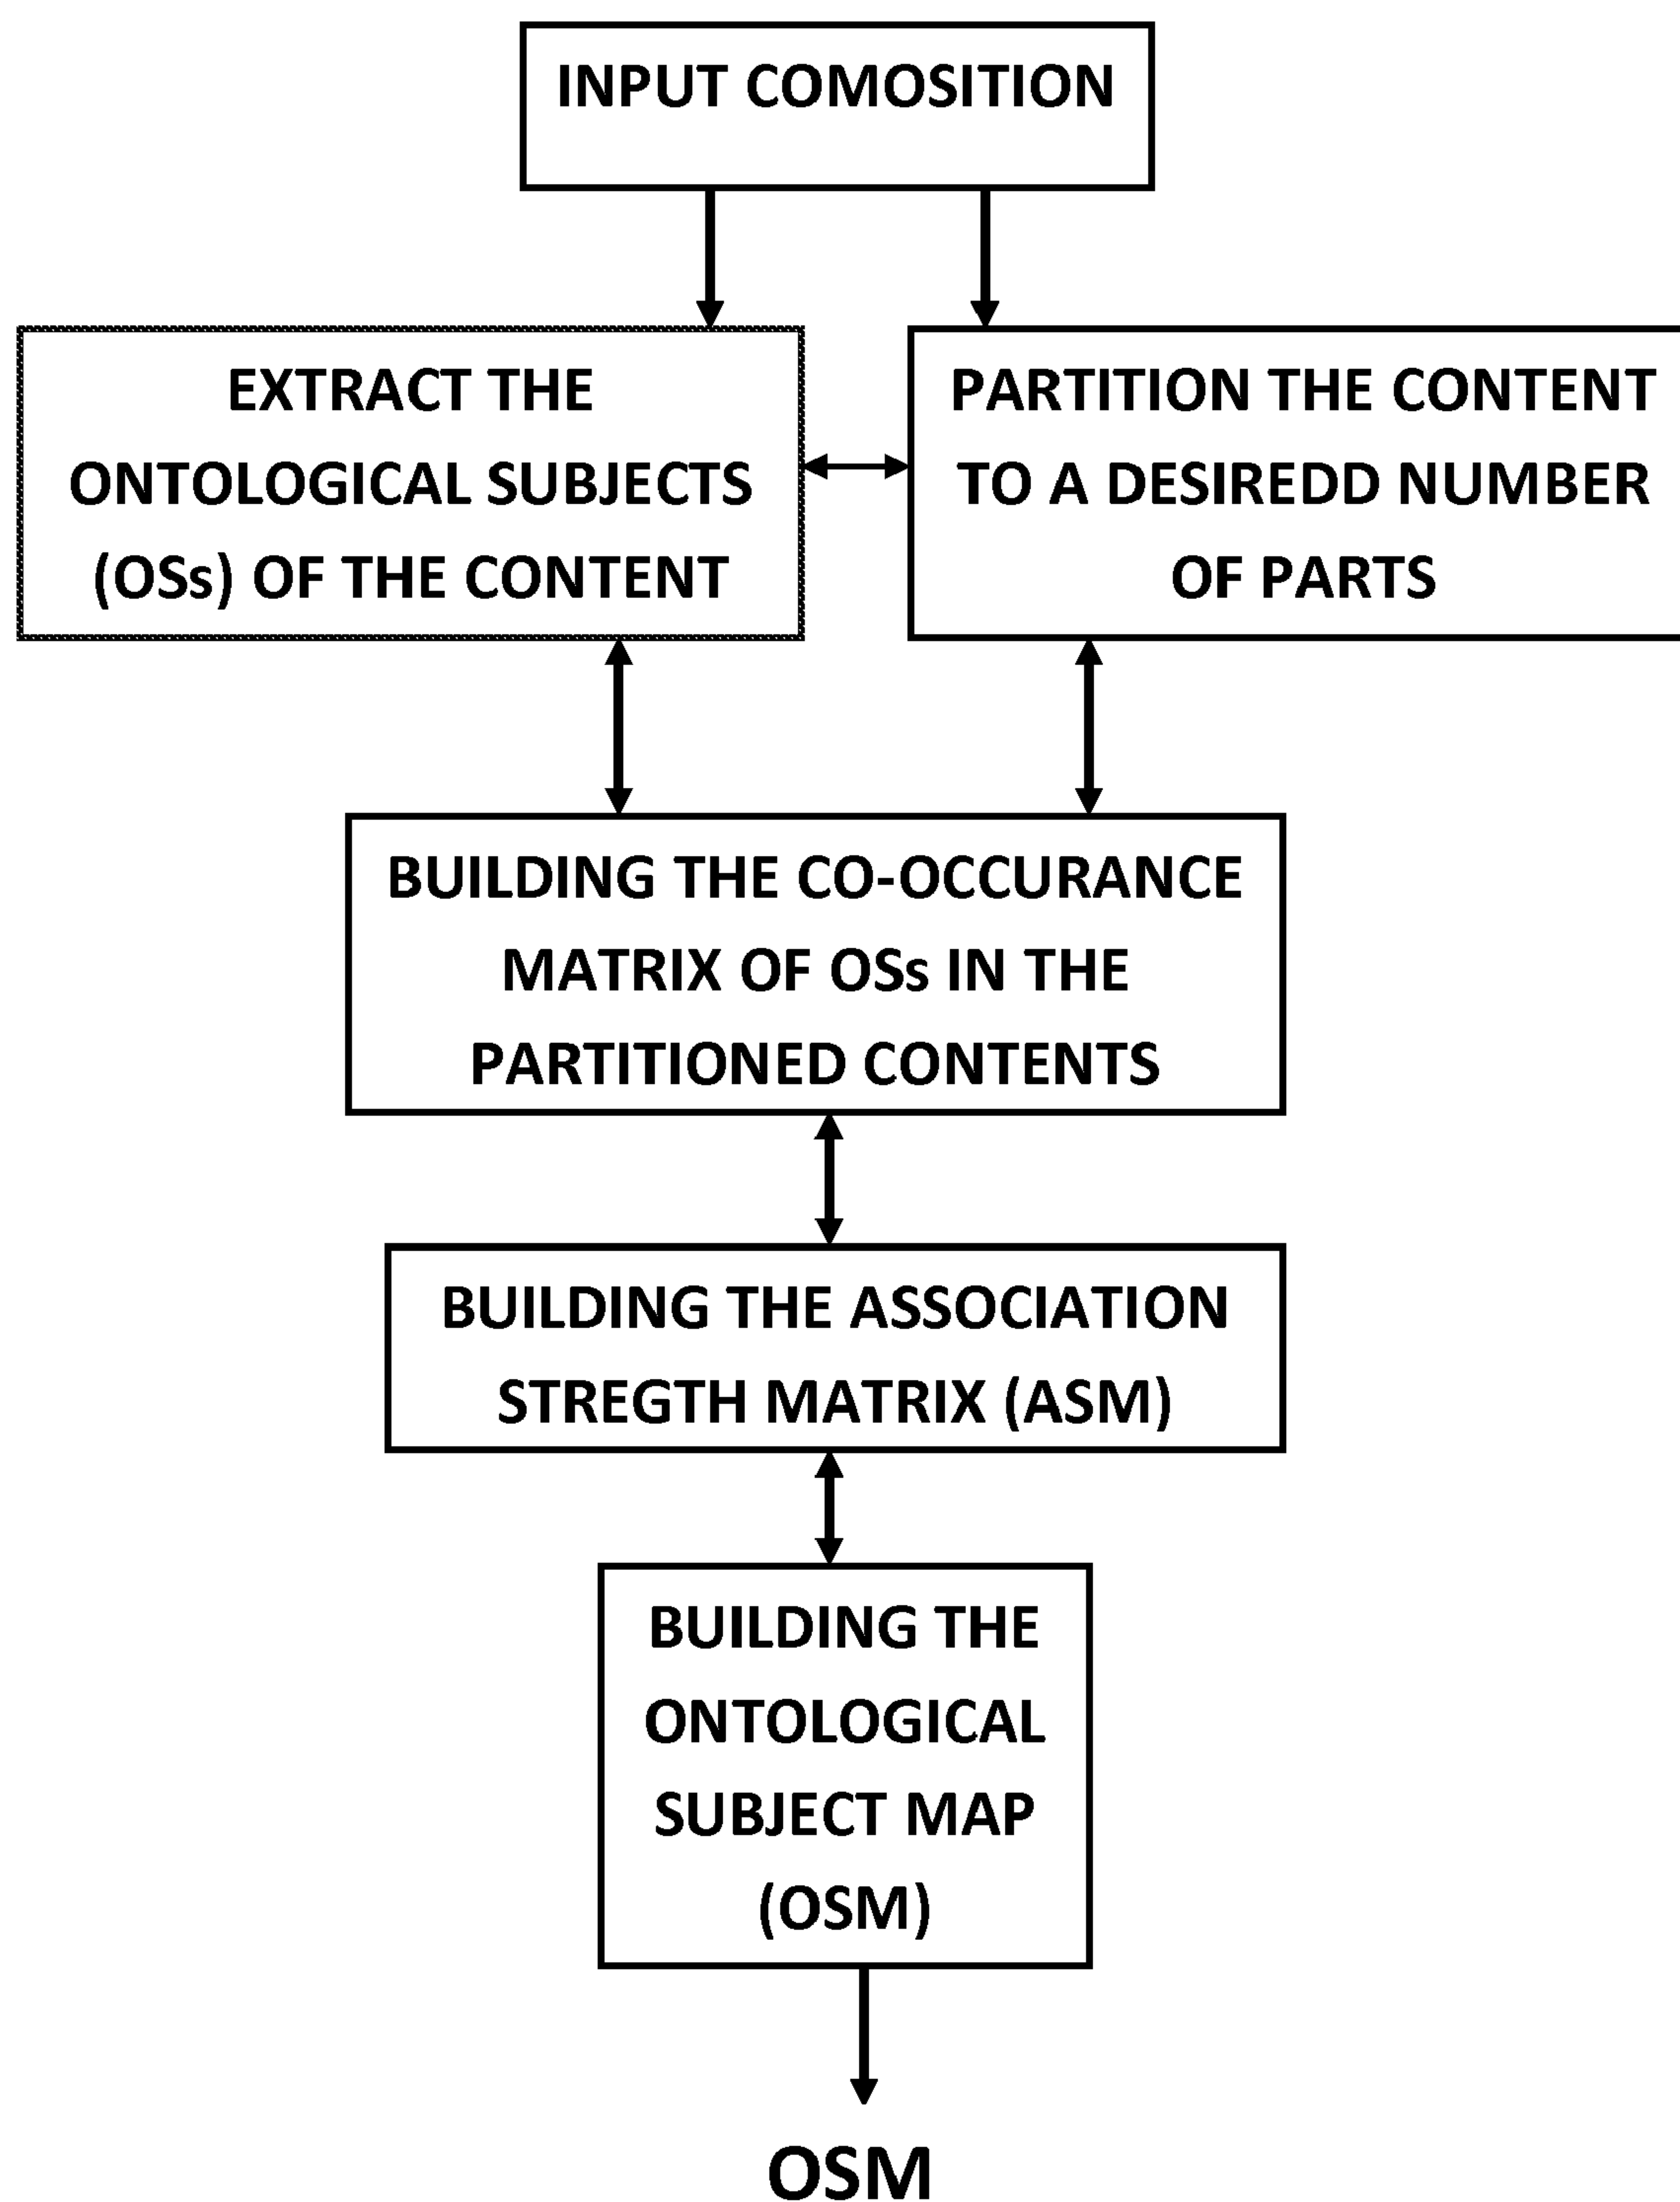 INPUT COMOSITION
EXTRACT THE
ONTOLOGICAL SUBJECTS
(OSs) OF THE CONTENT
PARTITION THE CONTENT
TO A DESIREDD NUMBER
OF PARTS
BUILDING THE CO-OCCURANCE
MATRIX OF OSs IN THE
PARTITIONED CONTENTS
BUILDING THE ASSOCIATION
STREGTH MATRIX (ASM)
BUILDING THE
ONTOLOGICAL
SUBJECT MAP
(OSM)
OSM